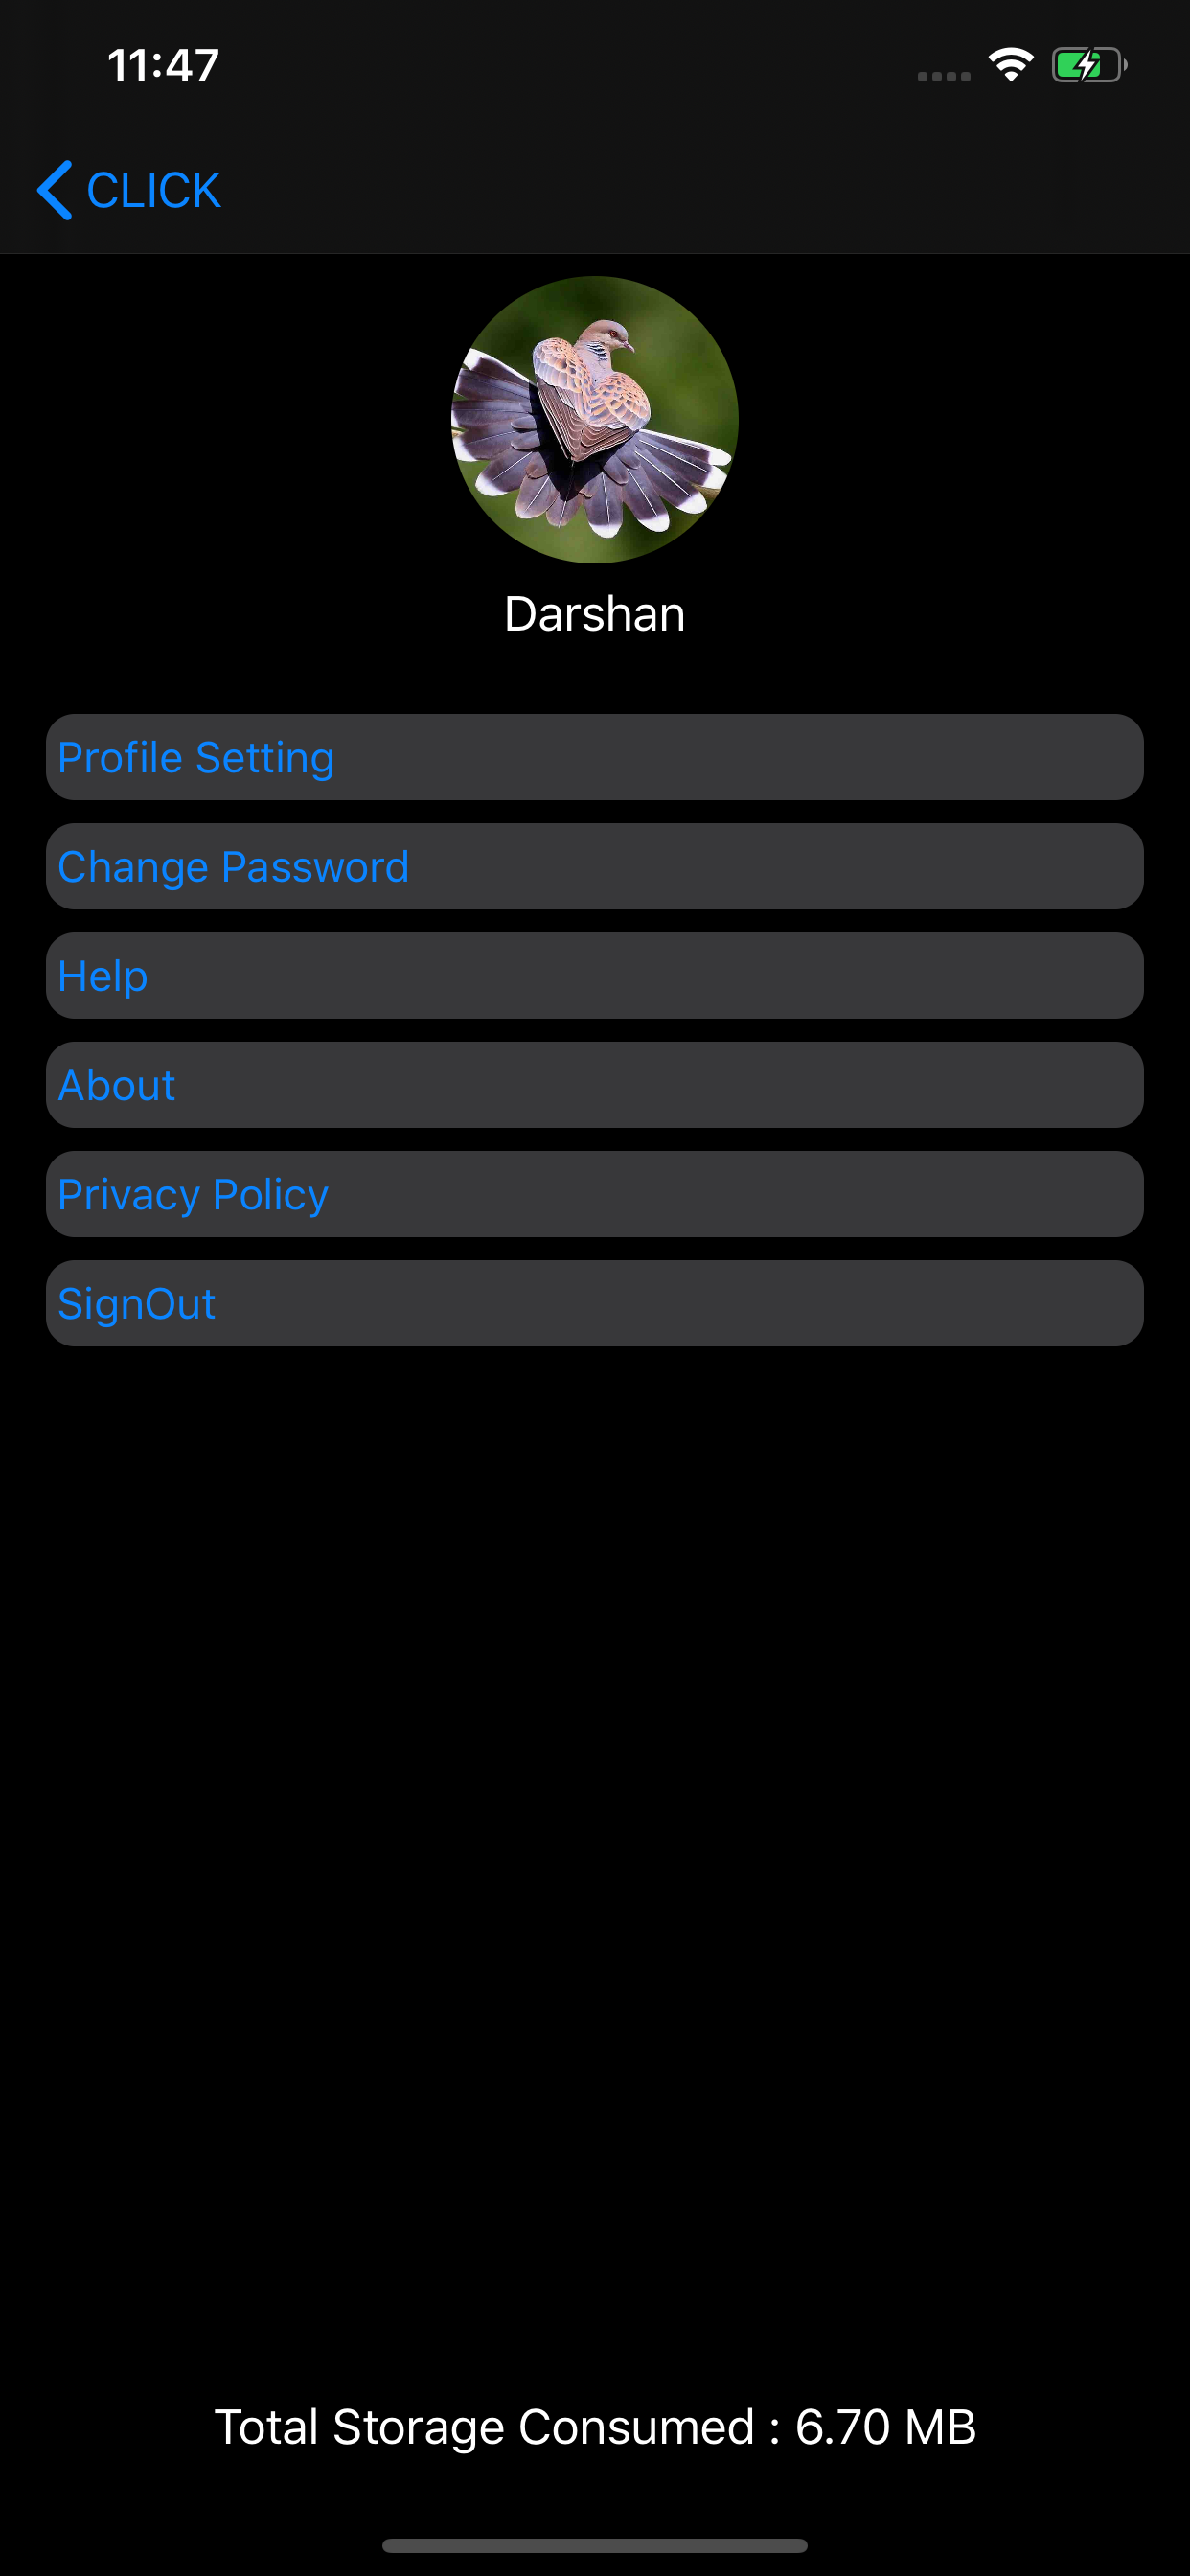 11:47
CLICK
Darshan
Profile Setting
Change Password
Help
About
Privacy Policy
SignOut
Total Storage Consumed : 6.70 MB